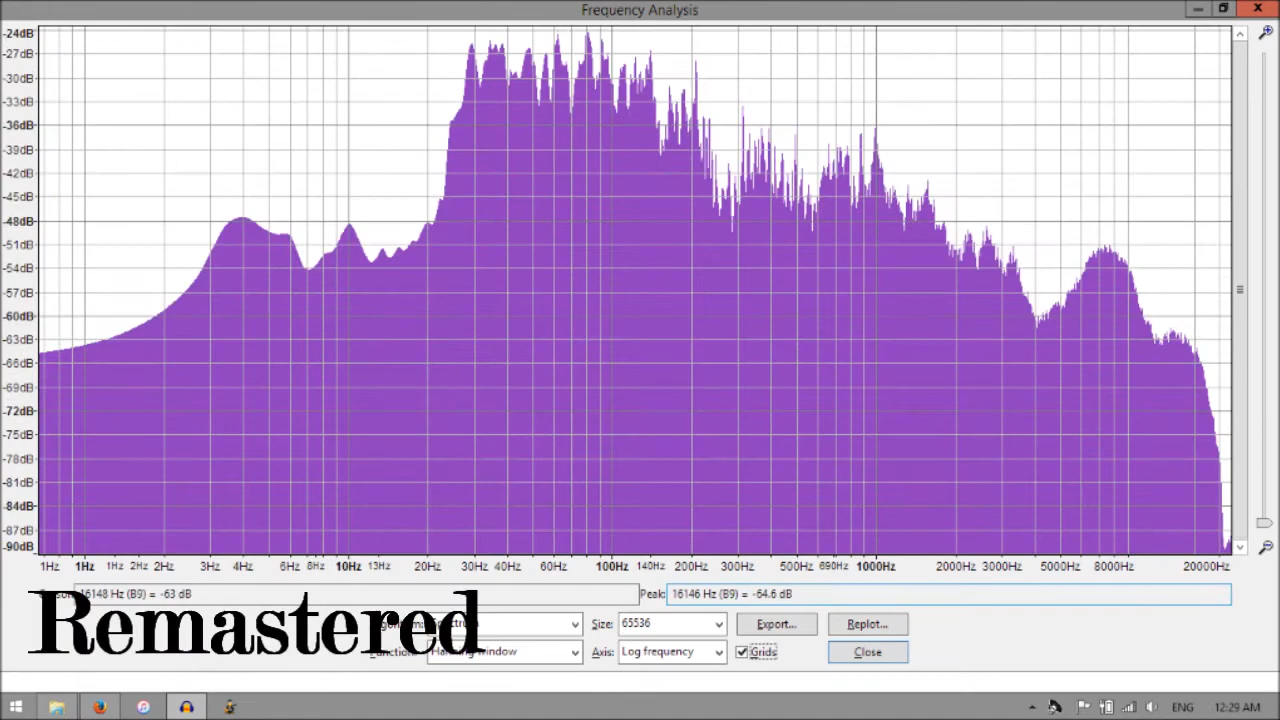 Frequency Analysis
-24dB
-27dB
-30dB
-33dB
-36dB
-39dB
-42dB
-45dB
-48dB
-51dB
-54dB
-57dB
-60dB
-63dB
-66dB
-69dB
-72dB
-75dB
-78dB
-81dB
-84dB
-87dB
-90dB
1Hz 1Hz 1Hz 2Hz 2Hz 3Hz 4Hz 6Hz 8Hz 10Hz 13Hz 20Hz 30Hz 40Hz 60Hz 100Hz 140Hz 200Hz 300Hz 400Hz 500Hz 690Hz 1000Hz 2000Hz 3000Hz 5000Hz 8000Hz 20000Hz
16148 Hz (B9) = -63 dB Peak: 16146 Hz (B9) = -64.6 dB
Remastered
Size: 65536 Export... Replot...
Function: window Axis: Log frequency Grids Close
ENG 12:29 AM